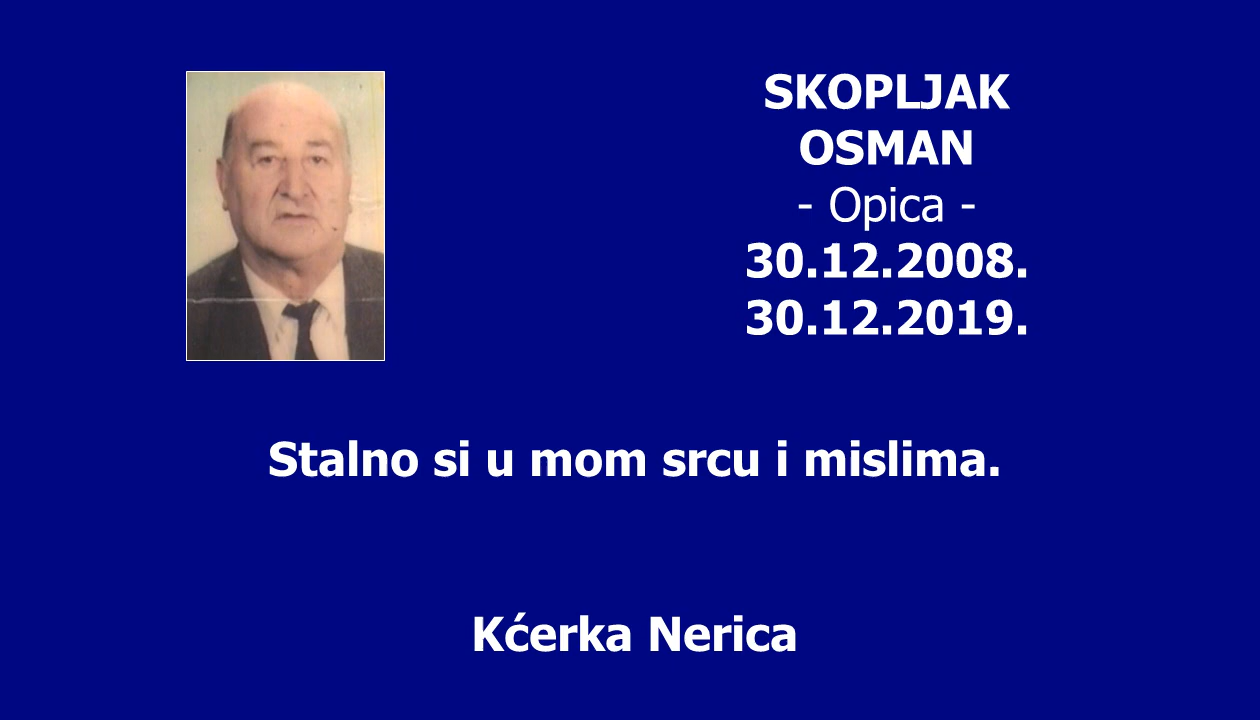 SKOPLJAK
OSMAN
- Opica -
30.12.2008.
30.12.2019.
Stalno si u mom srcu i mislima.
Kćerka Nerica